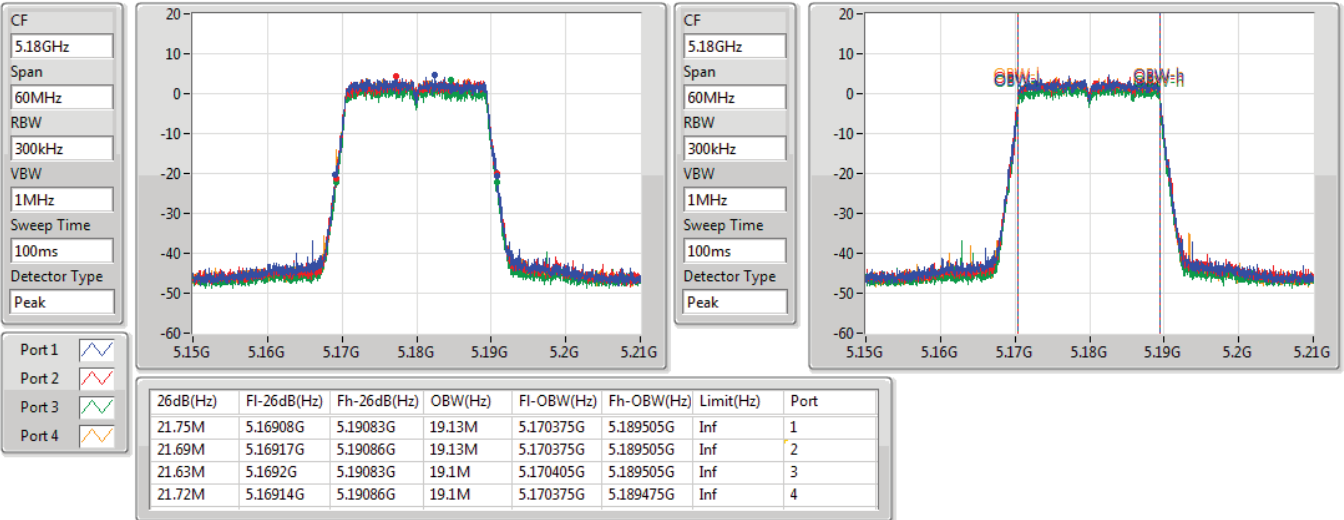 CF
5.18GHz
Span
60MHz
RBW
300kHz
VBW
1MHz
Sweep Time
100ms
Detector Type
Peak
20
10
0
-10
-20
-30
-40
-50
-60
5.15G 5.16G 5.17G 5.18G 5.19G 5.2G 5.21G
CF
5.18GHz
Span
60MHz
RBW
300kHz
VBW
1MHz
Sweep Time
100ms
Detector Type
Peak
20
10
0
-10
-20
-30
-40
-50
-60
OBW-l OBW-h
5.15G 5.16G 5.17G 5.18G 5.19G 5.2G 5.21G
Port 1
Port 2
Port 3
Port 4
26dB(Hz) Fl-26dB(Hz) Fh-26dB(Hz) OBW(Hz) Fl-OBW(Hz) Fh-OBW(Hz) Limit(Hz) Port
21.75M 5.16908G 5.19083G 19.13M 5.170375G 5.189505G Inf 1
21.69M 5.16917G 5.19086G 19.13M 5.170375G 5.189505G Inf 2
21.63M 5.1692G 5.19083G 19.1M 5.170405G 5.189505G Inf 3
21.72M 5.16914G 5.19086G 19.1M 5.170375G 5.189475G Inf 4